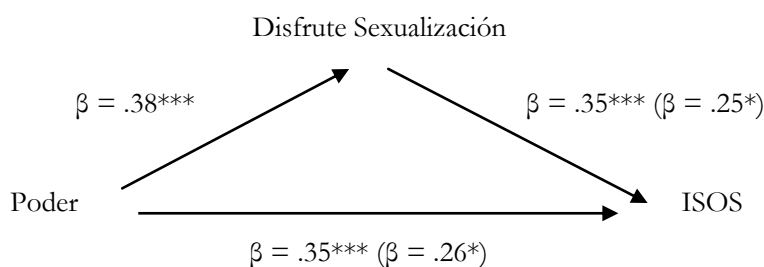 Disfrute Sexualización
β = .38***
β = .35*** (β = .25*)
Poder
ISOS
β = .35*** (β = .26*)